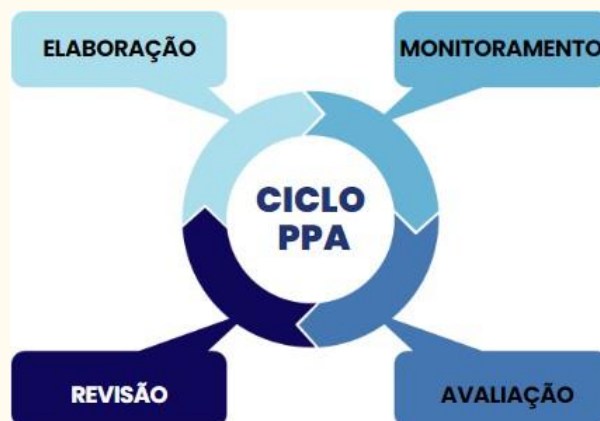 ELABORAÇÃO
MONITORAMENTO
CICLO
PPA
REVISÃO
AVALIAÇÃO